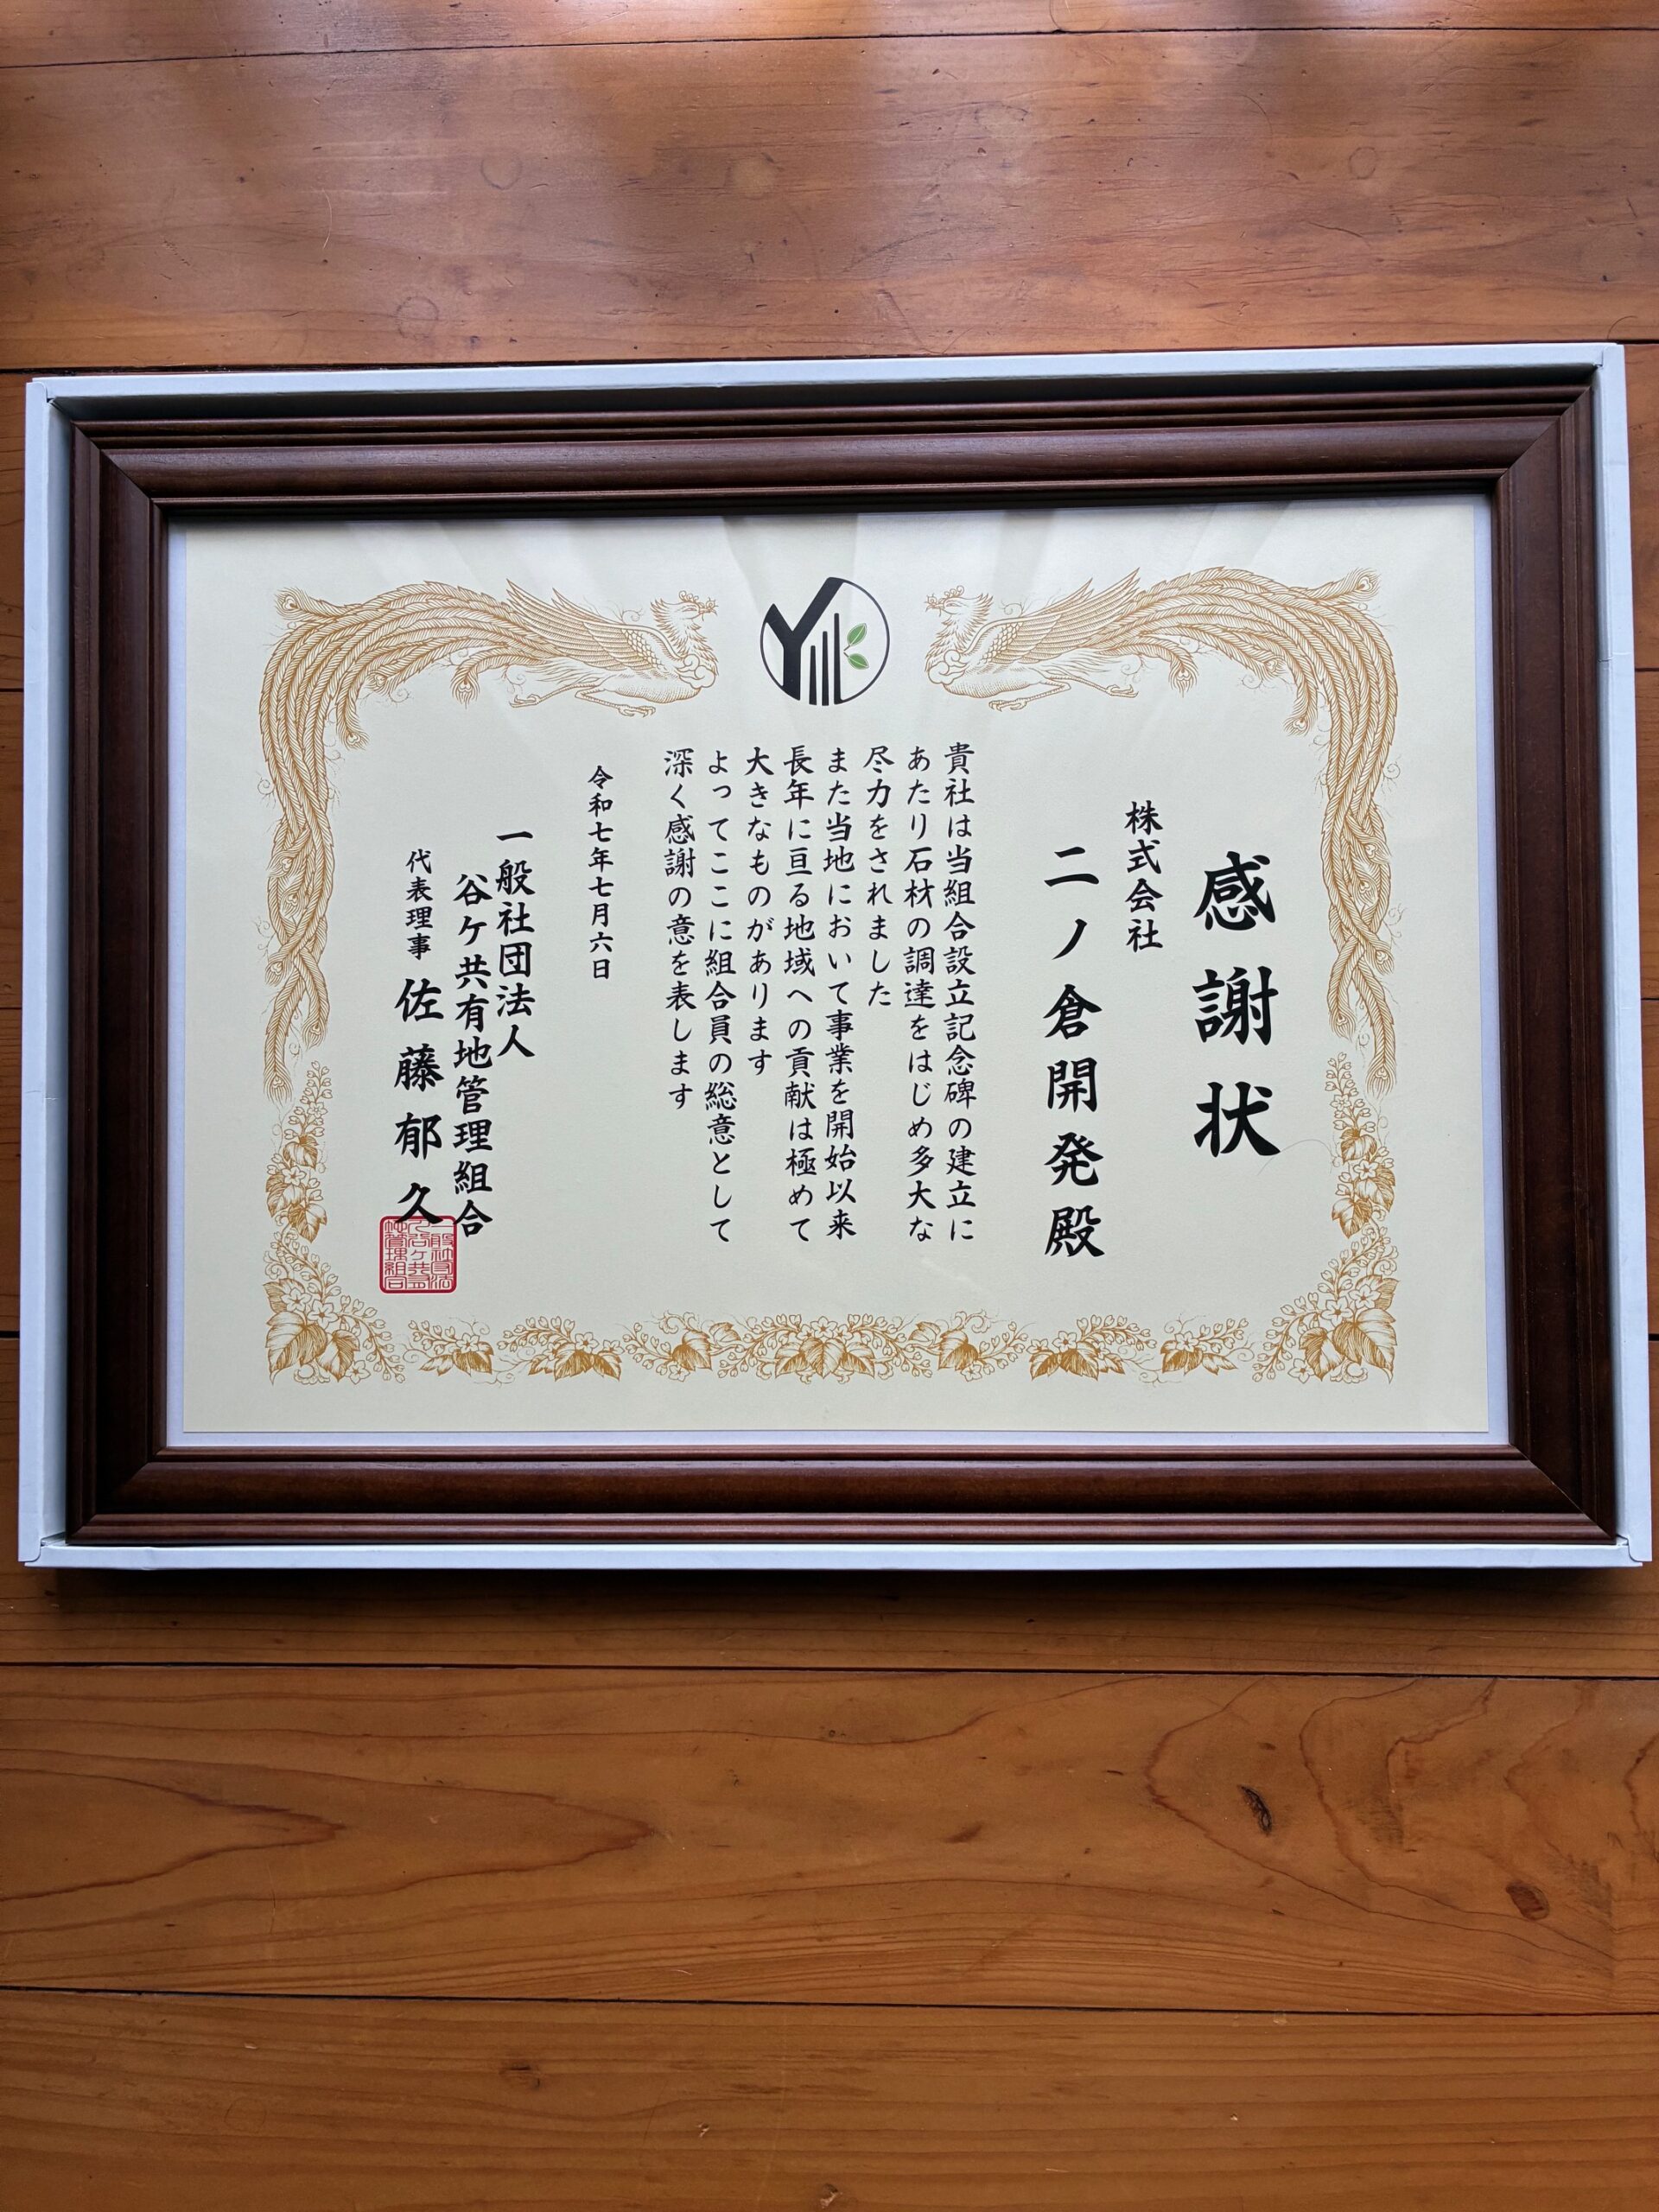 感謝状
株式会社
二ノ倉開発殿
貴社は当組合設立記念碑の建立に
あたり石材の調達をはじめ多大な
尽力をされました
また当地において事業を開始以来
長年に亘る地域への貢献は極めて
大きなものがあります
よってここに組合員の総意として
深く感謝の意を表します
令和七年七月六日
一般社団法人
谷ケ共有地管理組合
代表理事 佐藤郁久